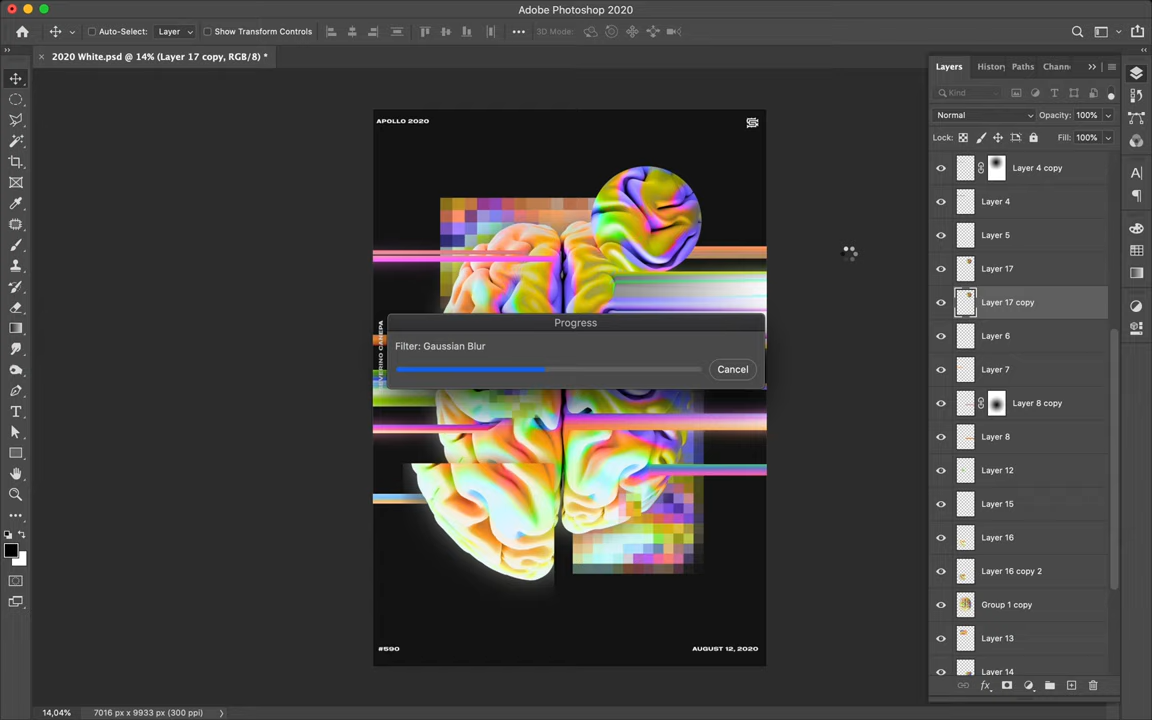 Adobe Photoshop 2020
Auto-Select: Layer Show Transform Controls 3D Mode:
2020 White.psd @ 14% (Layer 17 copy, RGB/8) *
Layers History Paths Chann
Kind
Normal Opacity: 100%
Lock: Fill: 100%
Layer 4 copy
Layer 4
Layer 5
Layer 17
Layer 17 copy
Layer 6
Layer 7
Layer 8 copy
Layer 8
Layer 12
Layer 15
Layer 16
Layer 16 copy 2
Group 1 copy
Layer 13
Layer 14
APOLLO 2020
Progress
Filter: Gaussian Blur
Cancel
#590
AUGUST 12, 2020
14,04% 7016 px x 9933 px (300 ppi)